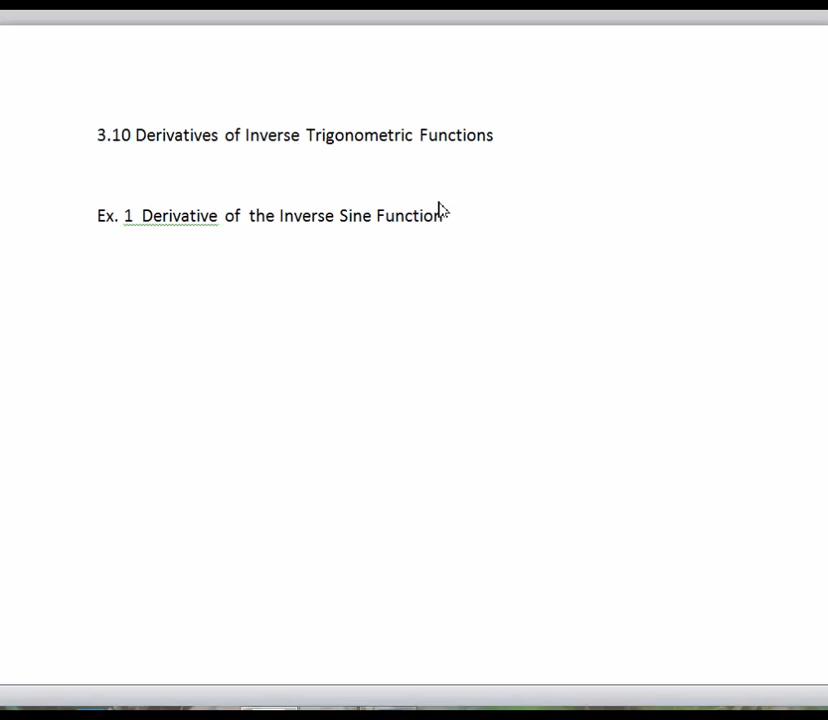 3.10 Derivatives of Inverse Trigonometric Functions
Ex. 1 Derivative of the Inverse Sine Function